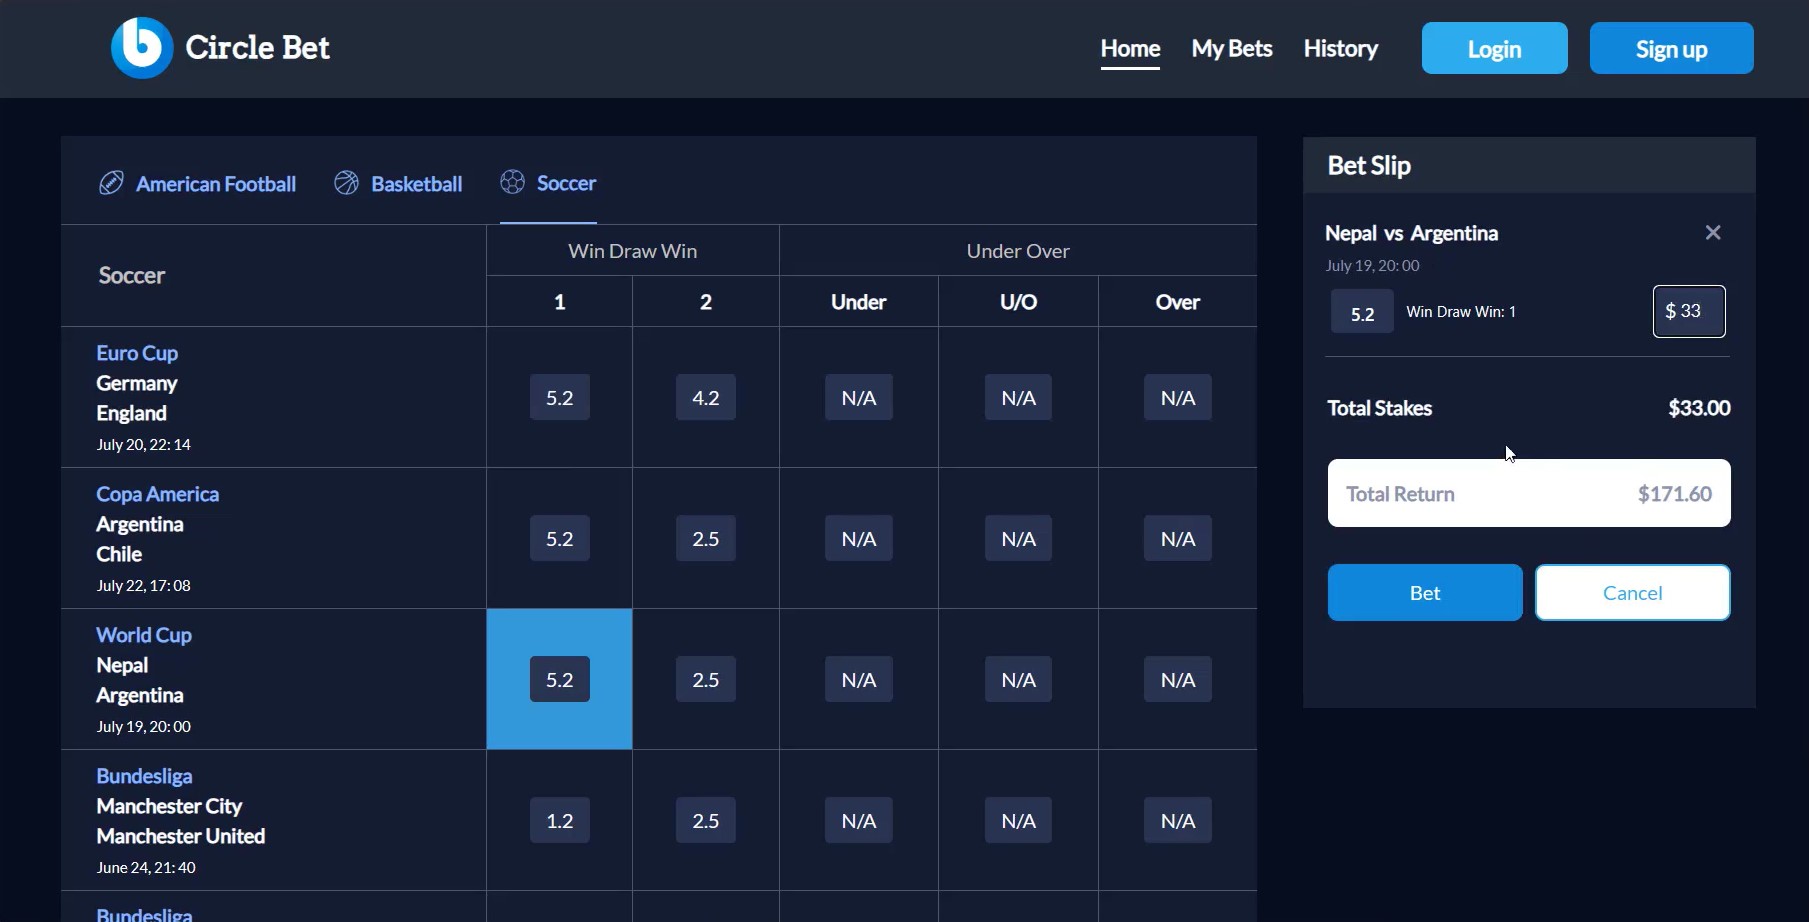 Circle Bet
Home My Bets History Login Sign up
American Football Basketball Soccer
Soccer
Win Draw Win Under Over
1 2 Under U/O Over
Euro Cup
Germany
England
July 20, 22:14
5.2 4.2 N/A N/A N/A
Copa America
Argentina
Chile
July 22, 17:08
5.2 2.5 N/A N/A N/A
World Cup
Nepal
Argentina
July 19, 20:00
5.2 2.5 N/A N/A N/A
Bundesliga
Manchester City
Manchester United
June 24, 21:40
1.2 2.5 N/A N/A N/A
Bundesliga
Bet Slip
Nepal vs Argentina
July 19, 20:00
5.2 Win Draw Win: 1 $ 33
Total Stakes $33.00
Total Return $171.60
Bet Cancel